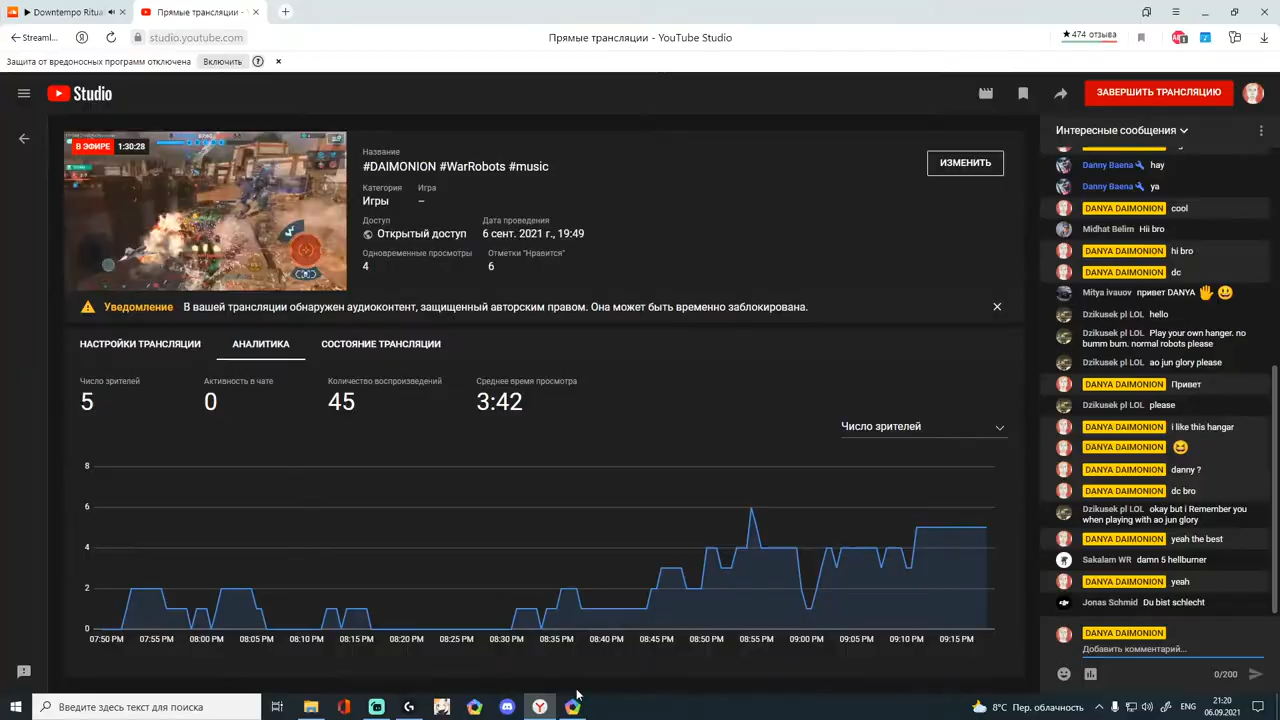 Downtempo Ritua
Прямые трансляции -
Streaml...
studio.youtube.com
Прямые трансляции - YouTube Studio
★474 отзыва
Защита от вредоносных программ отключена
Включить
Studio
ЗАВЕРШИТЬ ТРАНСЛЯЦИЮ
В ЭФИРЕ
1:30:28
Название
#DAIMONION #WarRobots #music
ИЗМЕНИТЬ
Категория
Игра
Игры
–
Доступ
Дата проведения
Открытый доступ
6 сент. 2021 г., 19:49
Одновременные просмотры
Отметки "Нравится"
4
6
Уведомление
В вашей трансляции обнаружен аудиоконтент, защищенный авторским правом. Она может быть временно заблокирована.
НАСТРОЙКИ ТРАНСЛЯЦИИ
АНАЛИТИКА
СОСТОЯНИЕ ТРАНСЛЯЦИИ
Число зрителей
Активность в чате
Количество воспроизведений
Среднее время просмотра
5
0
45
3:42
Число зрителей
8
6
4
2
0
07:50 PM 07:55 PM 08:00 PM 08:05 PM 08:10 PM 08:15 PM 08:20 PM 08:25 PM 08:30 PM 08:35 PM 08:40 PM 08:45 PM 08:50 PM 08:55 PM 09:00 PM 09:05 PM 09:10 PM 09:15 PM
Интересные сообщения
Danny Baena hay
Danny Baena ya
DANYA DAIMONION cool
Midhat Belim Hii bro
DANYA DAIMONION hi bro
DANYA DAIMONION dc
Mitya ivauov привет DANYA 🖐😃
Dzikusek pl LOL hello
Dzikusek pl LOL Play your own hanger. no
bumm bum. normal robots please
Dzikusek pl LOL ao jun glory please
DANYA DAIMONION Привет
Dzikusek pl LOL please
DANYA DAIMONION i like this hangar
DANYA DAIMONION 😆
DANYA DAIMONION danny ?
DANYA DAIMONION dc bro
Dzikusek pl LOL okay but i Remember you
when playing with ao jun glory
DANYA DAIMONION yeah the best
Sakalam WR damn 5 hellburner
DANYA DAIMONION yeah
Jonas Schmid Du bist schlecht
DANYA DAIMONION
Добавить комментарий...
0/200
Введите здесь текст для поиска
8°C Пер. облачность
21:20
06.09.2021